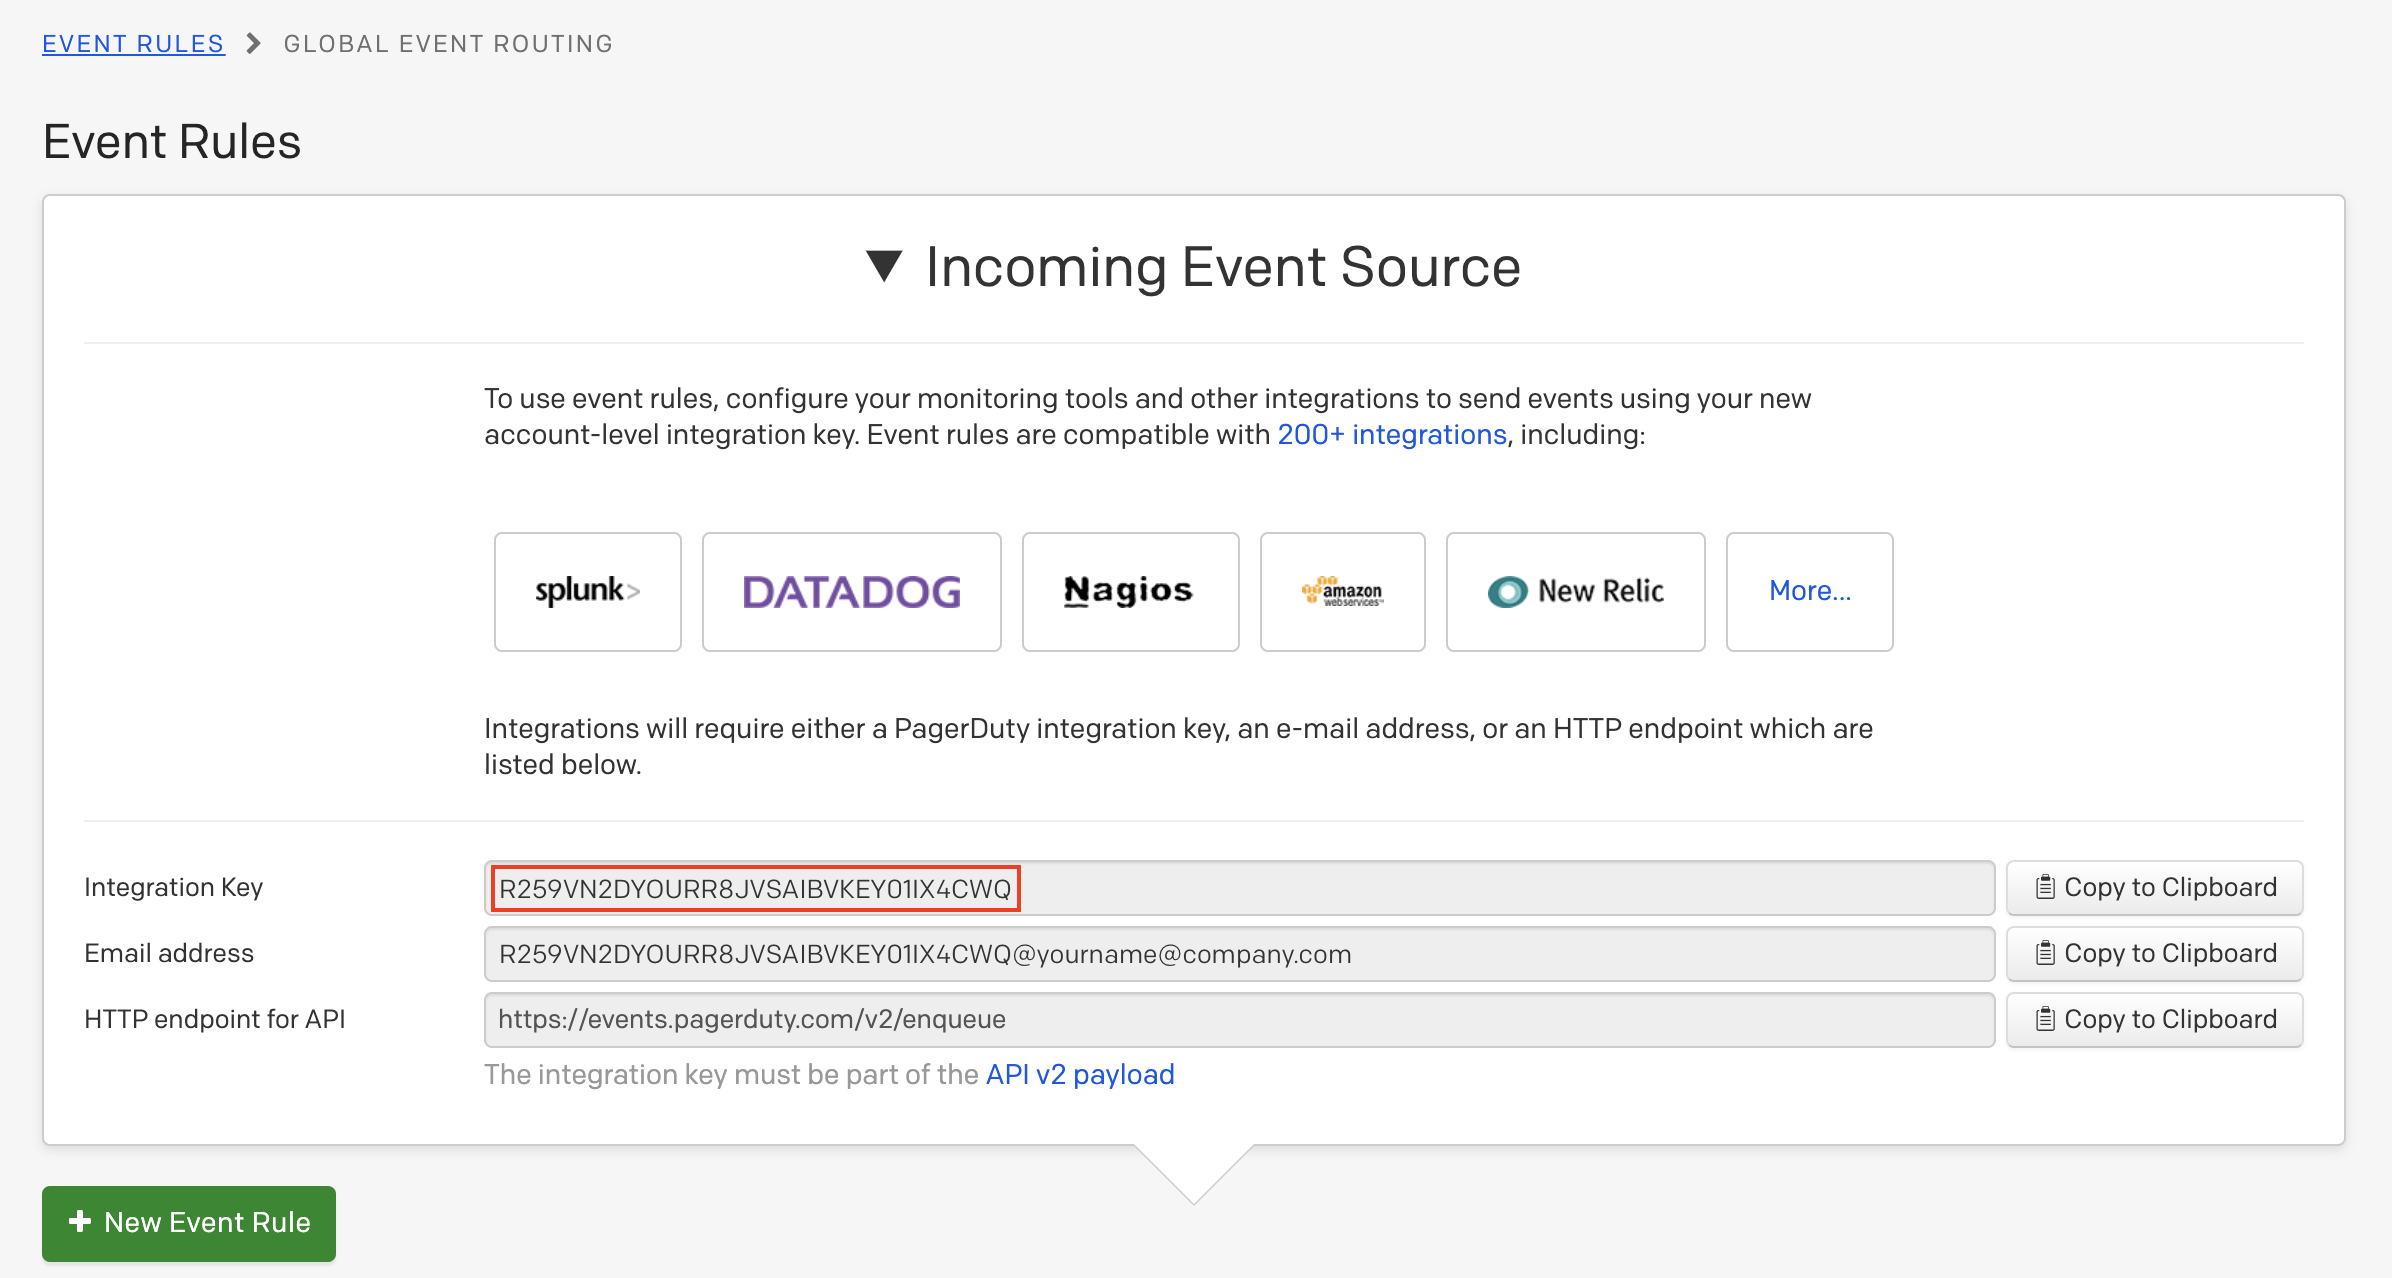 EVENT RULES > GLOBAL EVENT ROUTING
Event Rules
▼ Incoming Event Source
To use event rules, configure your monitoring tools and other integrations to send events using your new
account-level integration key. Event rules are compatible with 200+ integrations, including:
splunk> DATADOG Nagios amazon webservices™ New Relic More...
Integrations will require either a PagerDuty integration key, an e-mail address, or an HTTP endpoint which are
listed below.
Integration Key R259VN2DYOURR8JVSAIBVKEY01IX4CWQ Copy to Clipboard
Email address R259VN2DYOURR8JVSAIBVKEY01IX4CWQ@yourname@company.com Copy to Clipboard
HTTP endpoint for API https://events.pagerduty.com/v2/enqueue Copy to Clipboard
The integration key must be part of the API v2 payload
+ New Event Rule